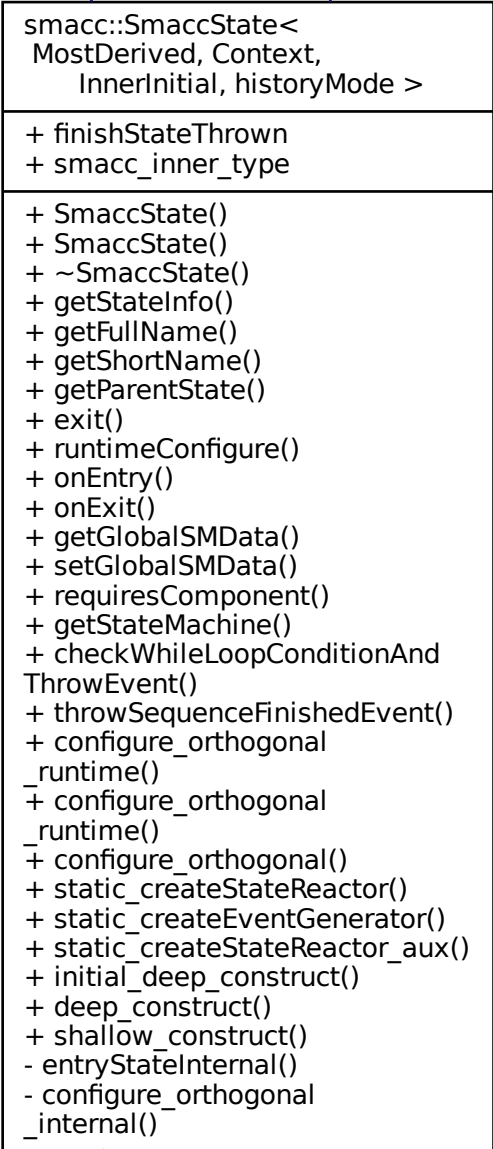 smacc::SmaccState<
MostDerived, Context,
InnerInitial, historyMode >
+ finishStateThrown
+ smacc_inner_type
+ SmaccState()
+ SmaccState()
+ ~SmaccState()
+ getStateInfo()
+ getFullName()
+ getShortName()
+ getParentState()
+ exit()
+ runtimeConfigure()
+ onEntry()
+ onExit()
+ getGlobalSMData()
+ setGlobalSMData()
+ requiresComponent()
+ getStateMachine()
+ checkWhileLoopConditionAnd
ThrowEvent()
+ throwSequenceFinishedEvent()
+ configure_orthogonal
_runtime()
+ configure_orthogonal
_runtime()
+ configure_orthogonal()
+ static_createStateReactor()
+ static_createEventGenerator()
+ static_createStateReactor_aux()
+ initial_deep_construct()
+ deep_construct()
+ shallow_construct()
- entryStateInternal()
- configure_orthogonal
_internal()